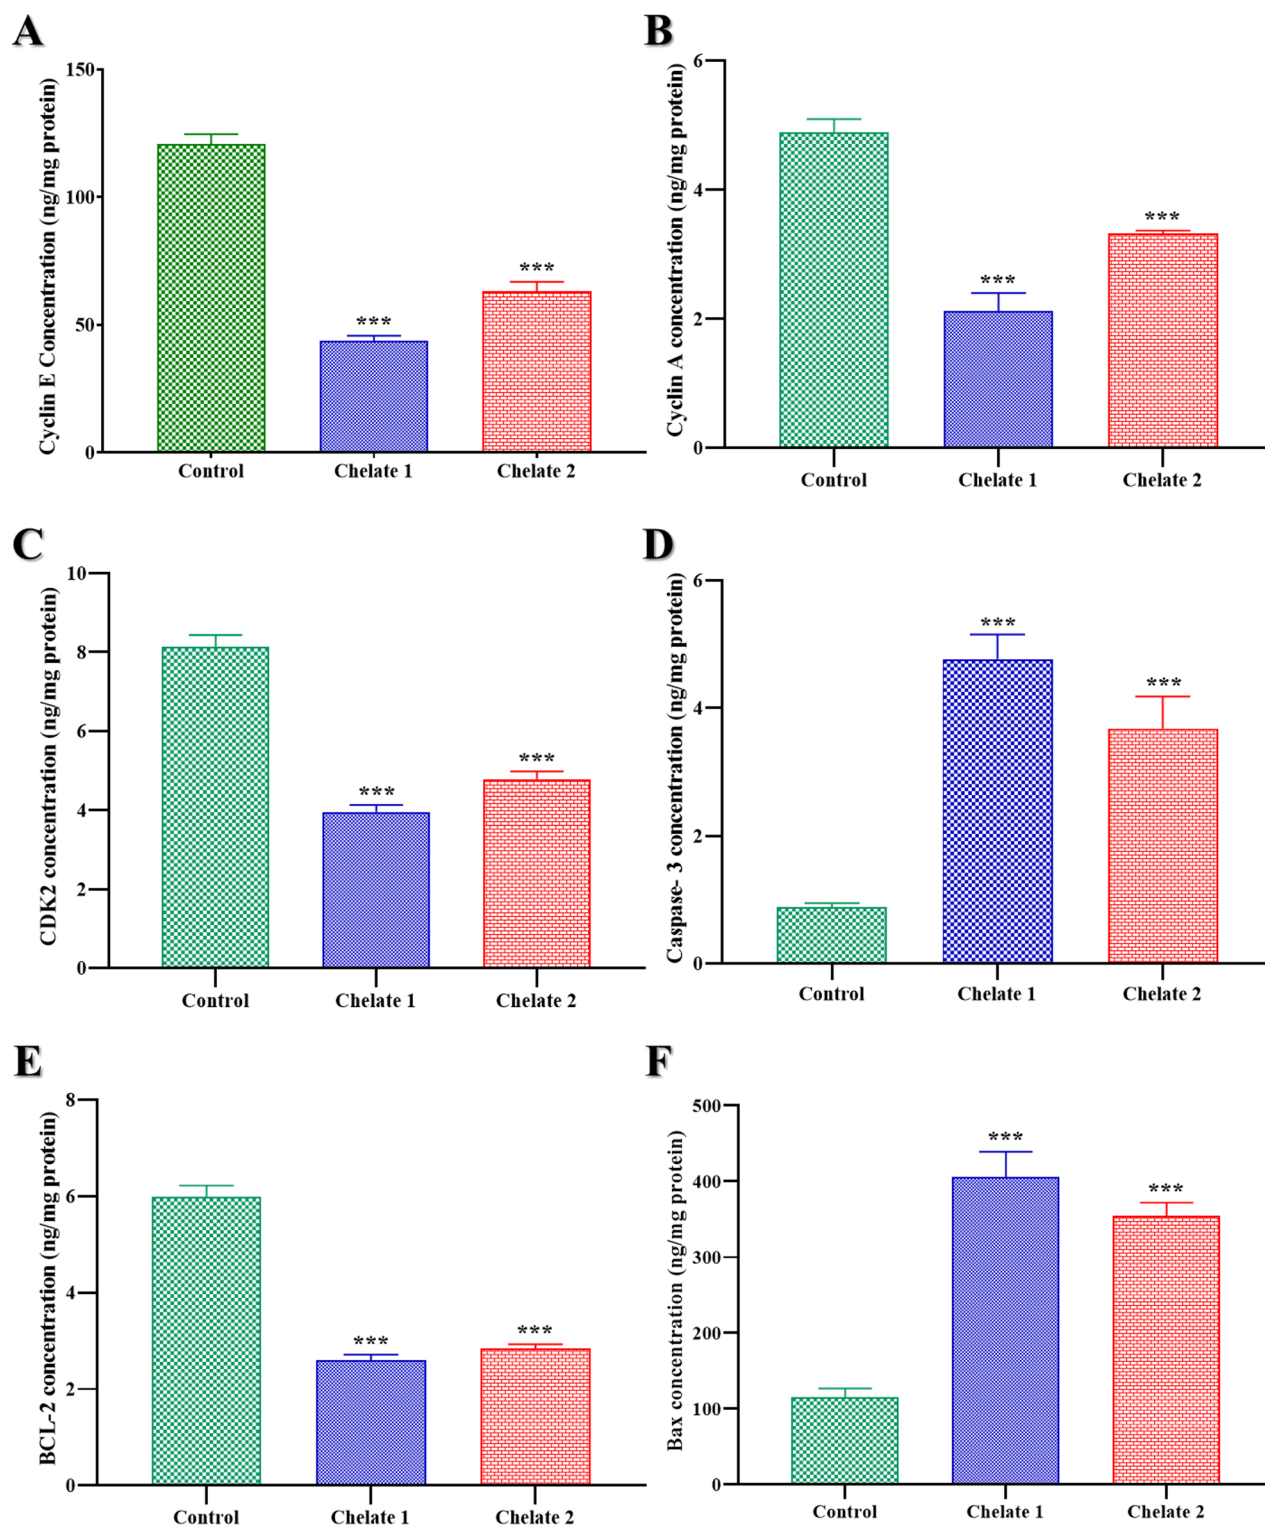 A
Cyclin E Concentration (ng/mg protein)
150
100
50
0
***
***
Control
Chelate 1
Chelate 2
B
Cyclin A concentration (ng/mg protein)
6
4
2
0
***
***
Control
Chelate 1
Chelate 2
C
CDK2 concentration (ng/mg protein)
10
8
6
4
2
0
***
***
Control
Chelate 1
Chelate 2
D
Caspase- 3 concentration (ng/mg protein)
6
4
2
0
***
***
Control
Chelate 1
Chelate 2
E
BCL-2 concentration (ng/mg protein)
8
6
4
2
0
***
***
Control
Chelate 1
Chelate 2
F
Bax concentration (ng/mg protein)
500
400
300
200
100
0
***
***
Control
Chelate 1
Chelate 2